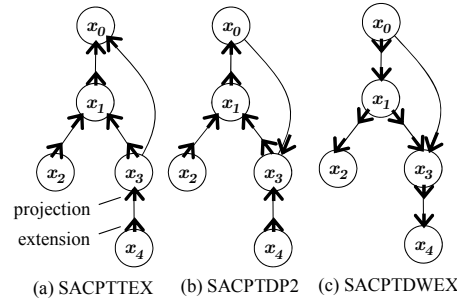 x0 x0 x0
x1 x1 x1
x2 x3 x2 x3 x2 x3
projection
extension
x4 x4 x4
(a) SACPTTEX (b) SACPTDP2 (c) SACPTDWEX